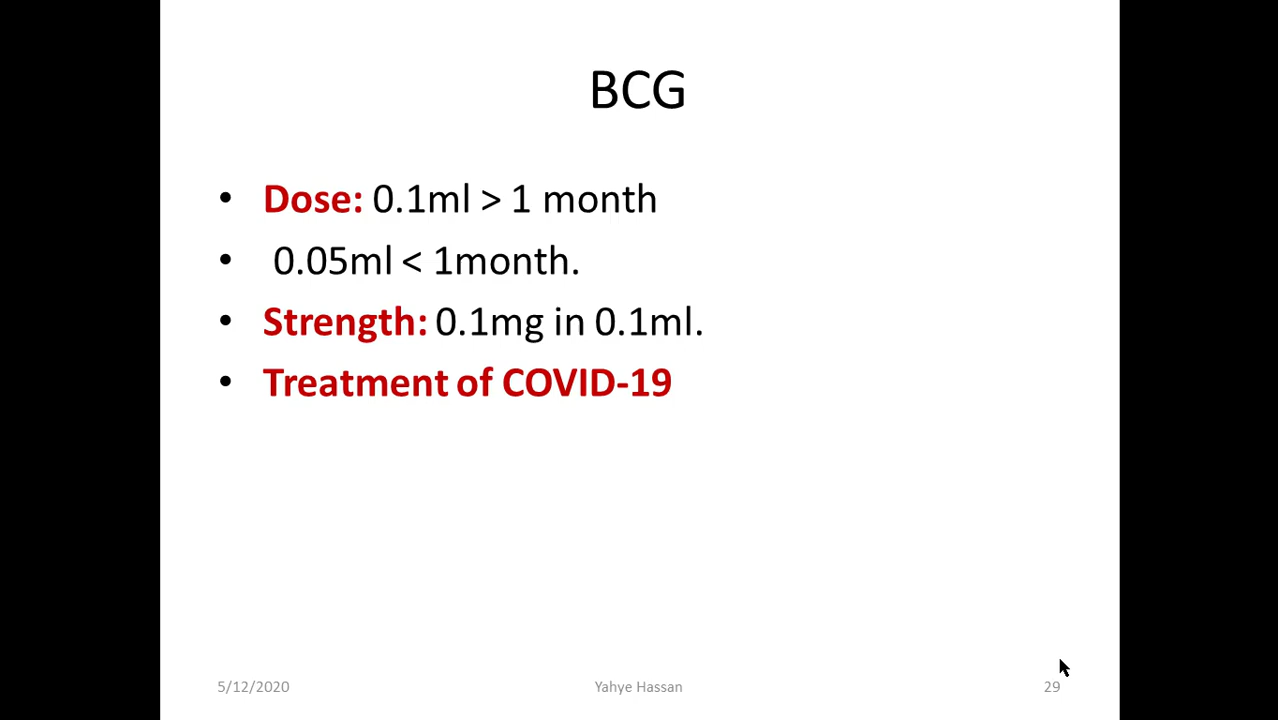 BCG
• Dose: 0.1ml > 1 month
• 0.05ml < 1month.
• Strength: 0.1mg in 0.1ml.
• Treatment of COVID-19
5/12/2020
Yahye Hassan
29